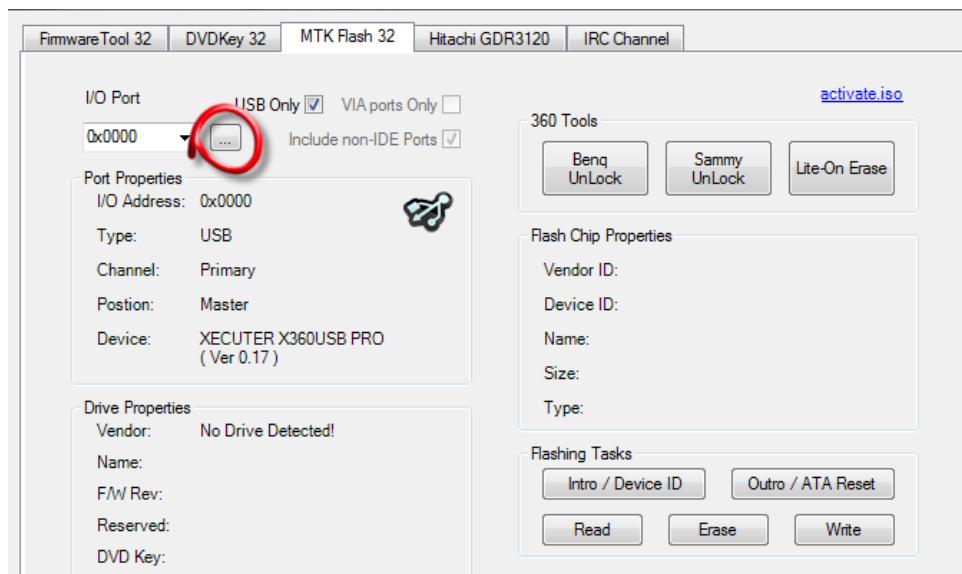 FirmwareTool 32 DVDKey 32 MTK Flash 32 Hitachi GDR3120 IRC Channel
I/O Port USB Only VIA ports Only
0x0000 ... Include non-IDE Ports
Port Properties
I/O Address: 0x0000
Type: USB
Channel: Primary
Postion: Master
Device: XECUTER X360USB PRO
( Ver 0.17 )
Drive Properties
Vendor: No Drive Detected!
Name:
F/W Rev:
Reserved:
DVD Key:
activate.iso
360 Tools
Benq
UnLock
Sammy
UnLock
Lite-On Erase
Flash Chip Properties
Vendor ID:
Device ID:
Name:
Size:
Type:
Flashing Tasks
Intro / Device ID Outro / ATA Reset
Read Erase Write